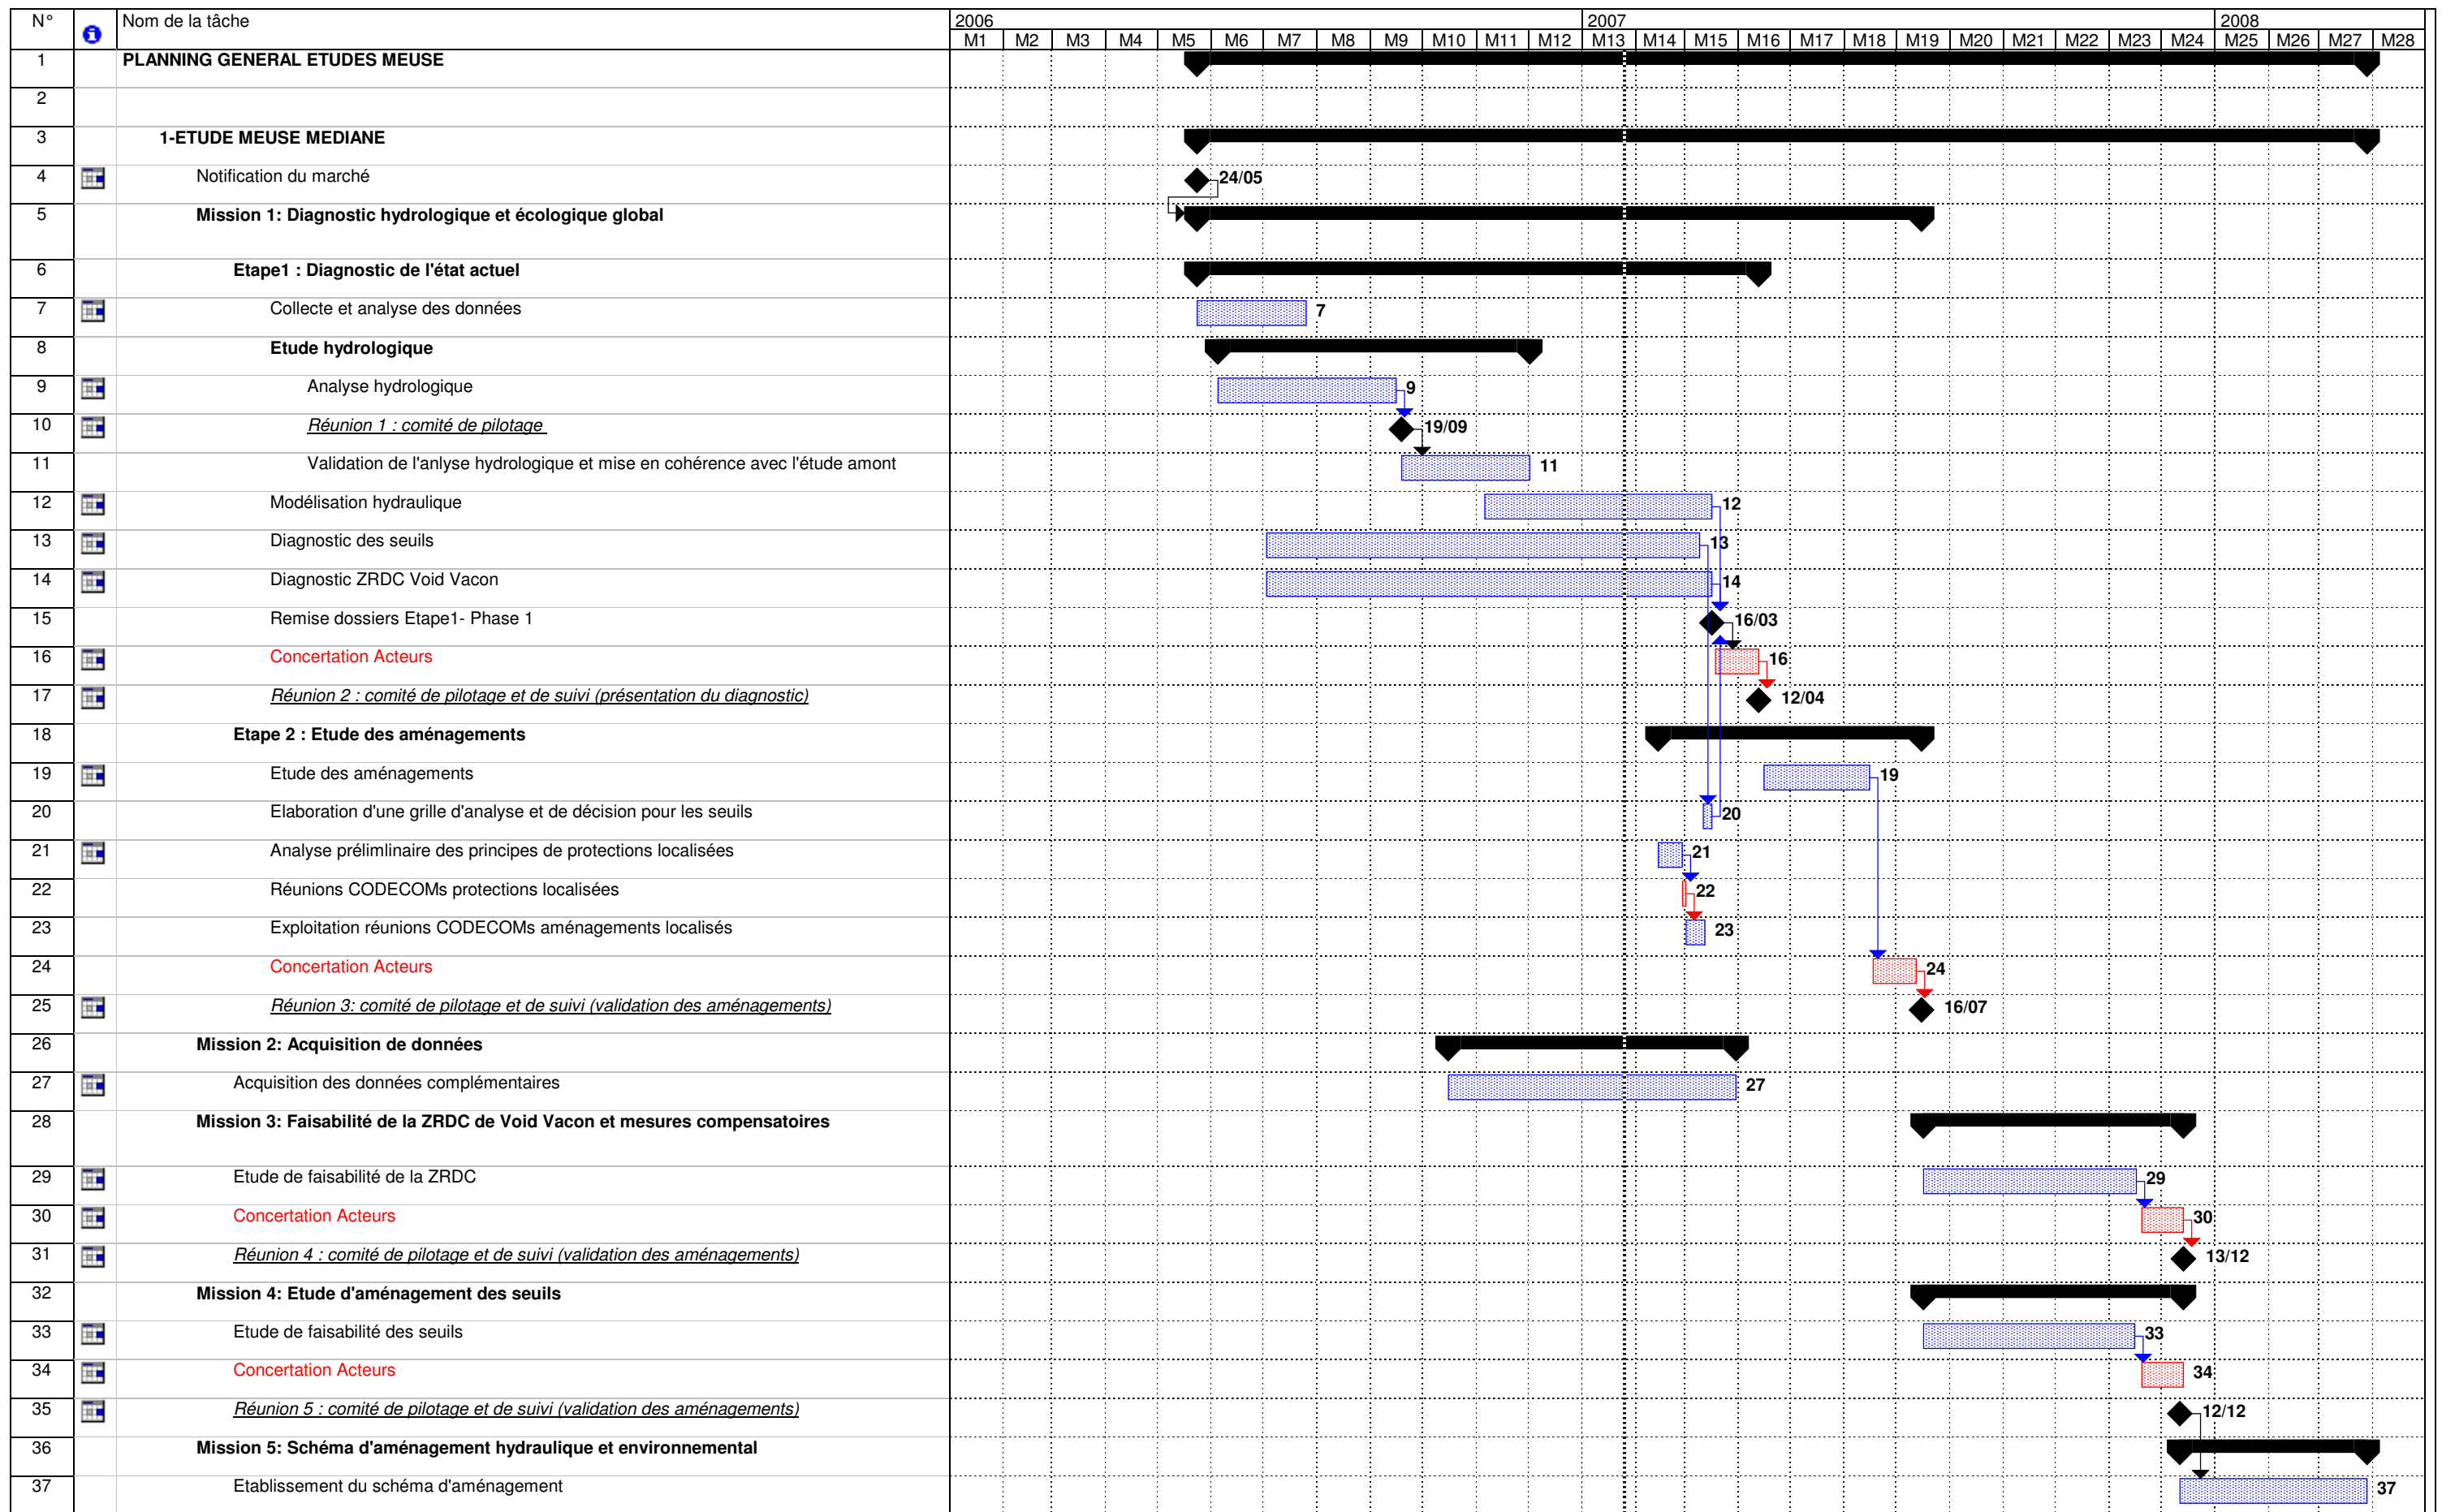 N° Nom de la tâche 2006 2007 2008
M1 M2 M3 M4 M5 M6 M7 M8 M9 M10 M11 M12 M13 M14 M15 M16 M17 M18 M19 M20 M21 M22 M23 M24 M25 M26 M27 M28
1 PLANNING GENERAL ETUDES MEUSE
2
3 1-ETUDE MEUSE MEDIANE
4 Notification du marché 24/05
5 Mission 1: Diagnostic hydrologique et écologique global
6 Etape1 : Diagnostic de l'état actuel
7 Collecte et analyse des données 7
8 Etude hydrologique
9 Analyse hydrologique 9
10 Réunion 1 : comité de pilotage 19/09
11 Validation de l'anlyse hydrologique et mise en cohérence avec l'étude amont 11
12 Modélisation hydraulique 12
13 Diagnostic des seuils 13
14 Diagnostic ZRDC Void Vacon 14
15 Remise dossiers Etape1- Phase 1 16/03
16 Concertation Acteurs 16
17 Réunion 2 : comité de pilotage et de suivi (présentation du diagnostic) 12/04
18 Etape 2 : Etude des aménagements
19 Etude des aménagements 19
20 Elaboration d'une grille d'analyse et de décision pour les seuils 20
21 Analyse prélimlinaire des principes de protections localisées 21
22 Réunions CODECOMs protections localisées 22
23 Exploitation réunions CODECOMs aménagements localisés 23
24 Concertation Acteurs 24
25 Réunion 3: comité de pilotage et de suivi (validation des aménagements) 16/07
26 Mission 2: Acquisition de données
27 Acquisition des données complémentaires 27
28 Mission 3: Faisabilité de la ZRDC de Void Vacon et mesures compensatoires
29 Etude de faisabilité de la ZRDC 29
30 Concertation Acteurs 30
31 Réunion 4 : comité de pilotage et de suivi (validation des aménagements) 13/12
32 Mission 4: Etude d'aménagement des seuils
33 Etude de faisabilité des seuils 33
34 Concertation Acteurs 34
35 Réunion 5 : comité de pilotage et de suivi (validation des aménagements) 12/12
36 Mission 5: Schéma d'aménagement hydraulique et environnemental
37 Etablissement du schéma d'aménagement 37